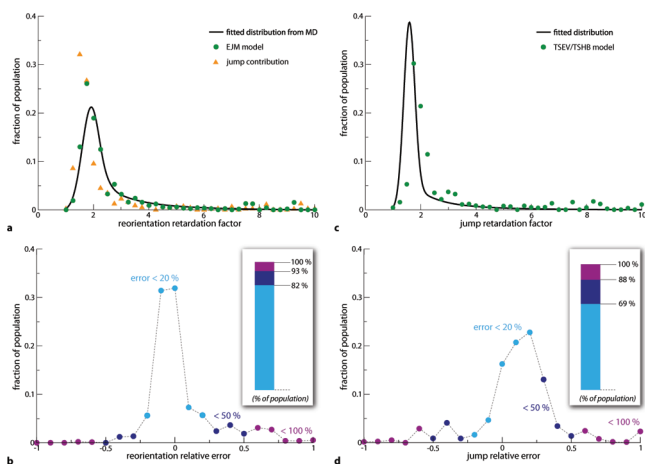 0.4
0.3
0.2
0.1
0
fraction of population
fitted distribution from MD
EJM model
jump contribution
0 2 4 6 8 10
reorientation retardation factor
a
0.4
0.3
0.2
0.1
0
fraction of population
fitted distribution
TSEV/TSHB model
0 2 4 6 8 10
jump retardation factor
c
0.4
0.3
0.2
0.1
0
fraction of population
error < 20 %
< 50 %
< 100 %
100 %
93 %
82 %
(% of population)
-1 -0.5 0 0.5 1
reorientation relative error
b
0.4
0.3
0.2
0.1
0
fraction of population
error < 20 %
< 50 %
< 100 %
100 %
88 %
69 %
(% of population)
-1 -0.5 0 0.5 1
jump relative error
d